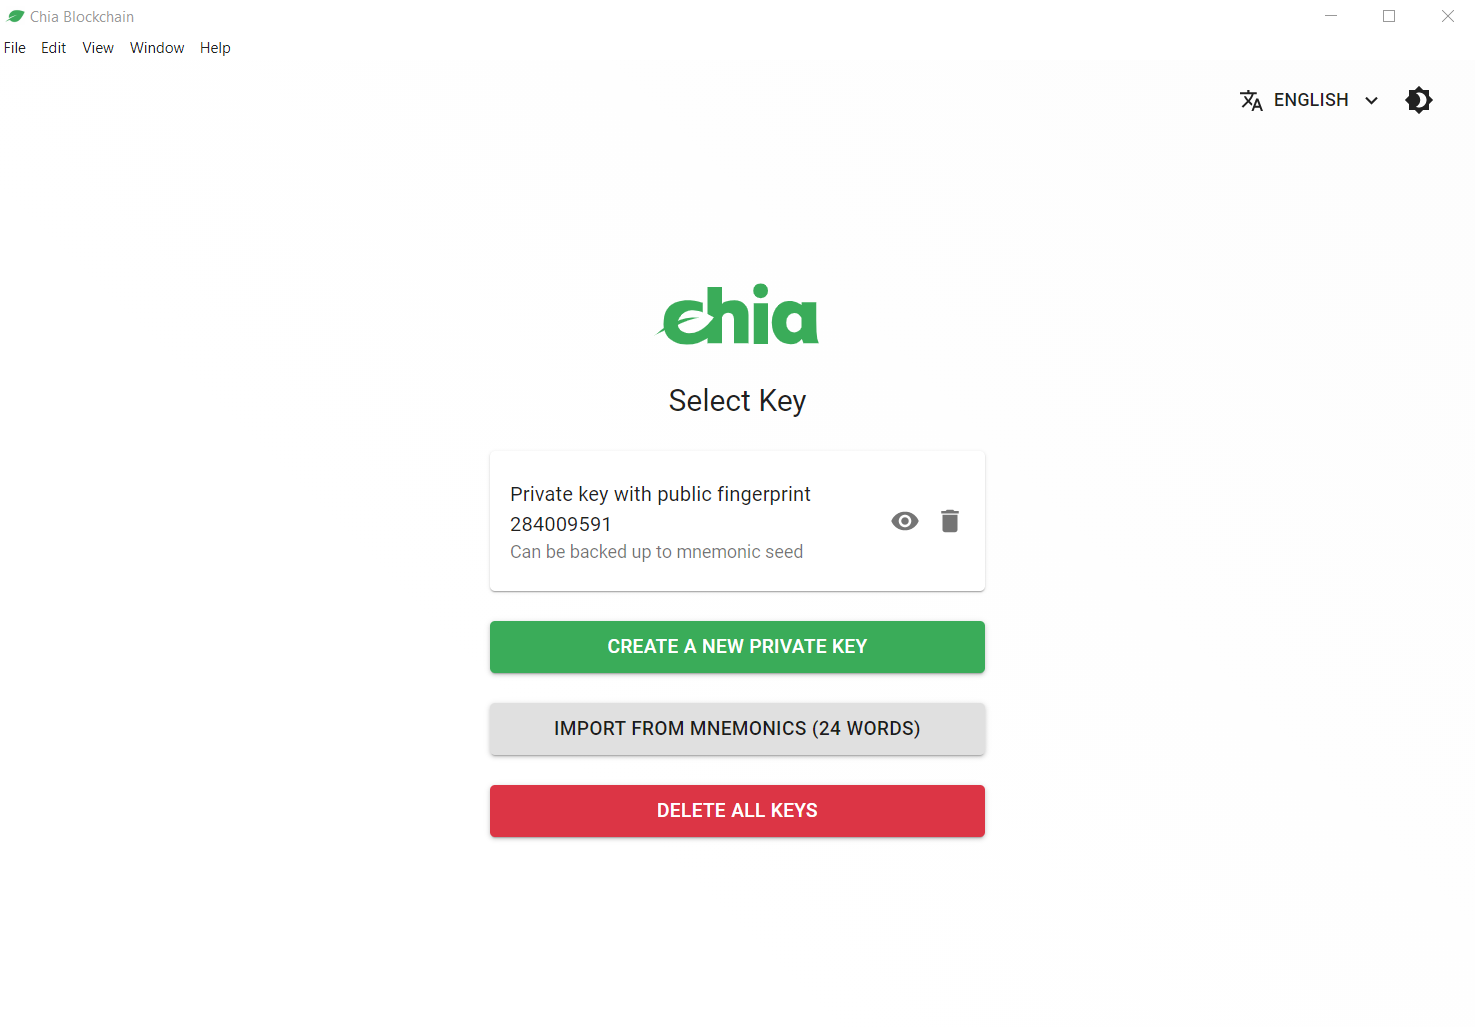 Chia Blockchain
File Edit View Window Help
ENGLISH
chia
Select Key
Private key with public fingerprint
284009591
Can be backed up to mnemonic seed
CREATE A NEW PRIVATE KEY
IMPORT FROM MNEMONICS (24 WORDS)
DELETE ALL KEYS